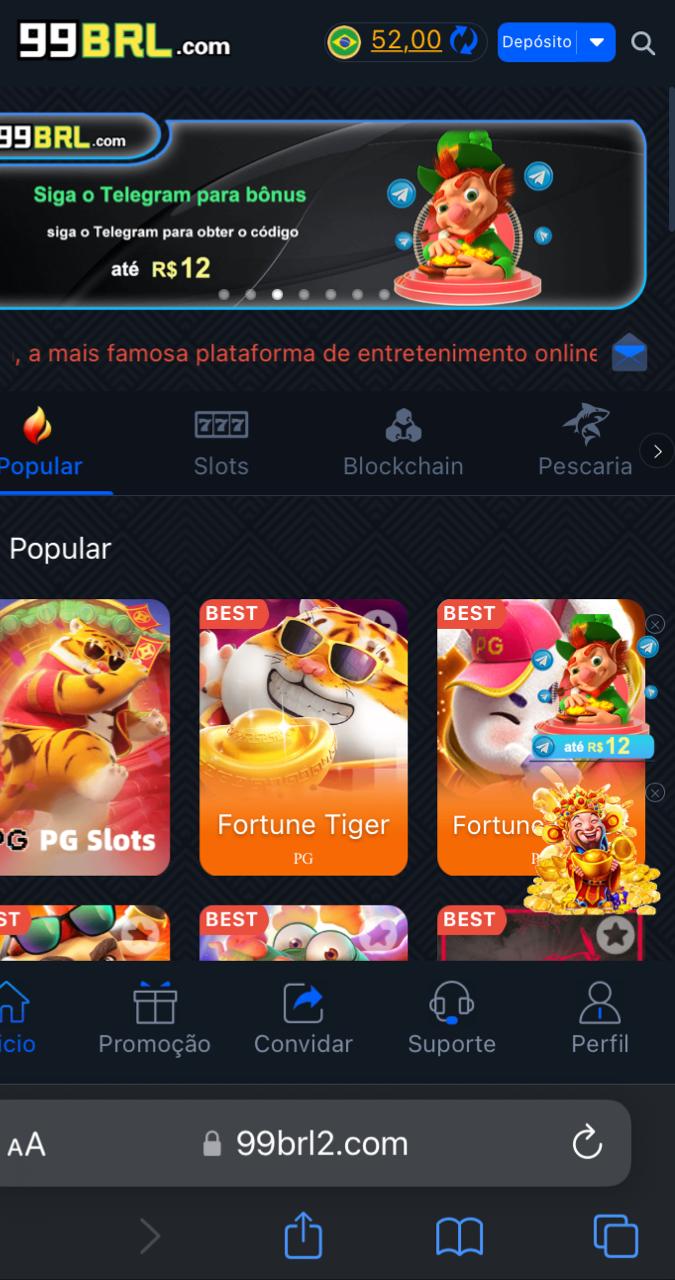 99BRL.com
52,00
Depósito
99BRL.com
Siga o Telegram para bônus
siga o Telegram para obter o código
até R$12
, a mais famosa plataforma de entretenimento online
777
Popular
Slots
Blockchain
Pescaria
Popular
BEST
BEST
PG
até R$12
PG PG Slots
Fortune Tiger
PG
Fortun
BEST
BEST
Promoção
Convidar
Suporte
Perfil
AA
99brl2.com